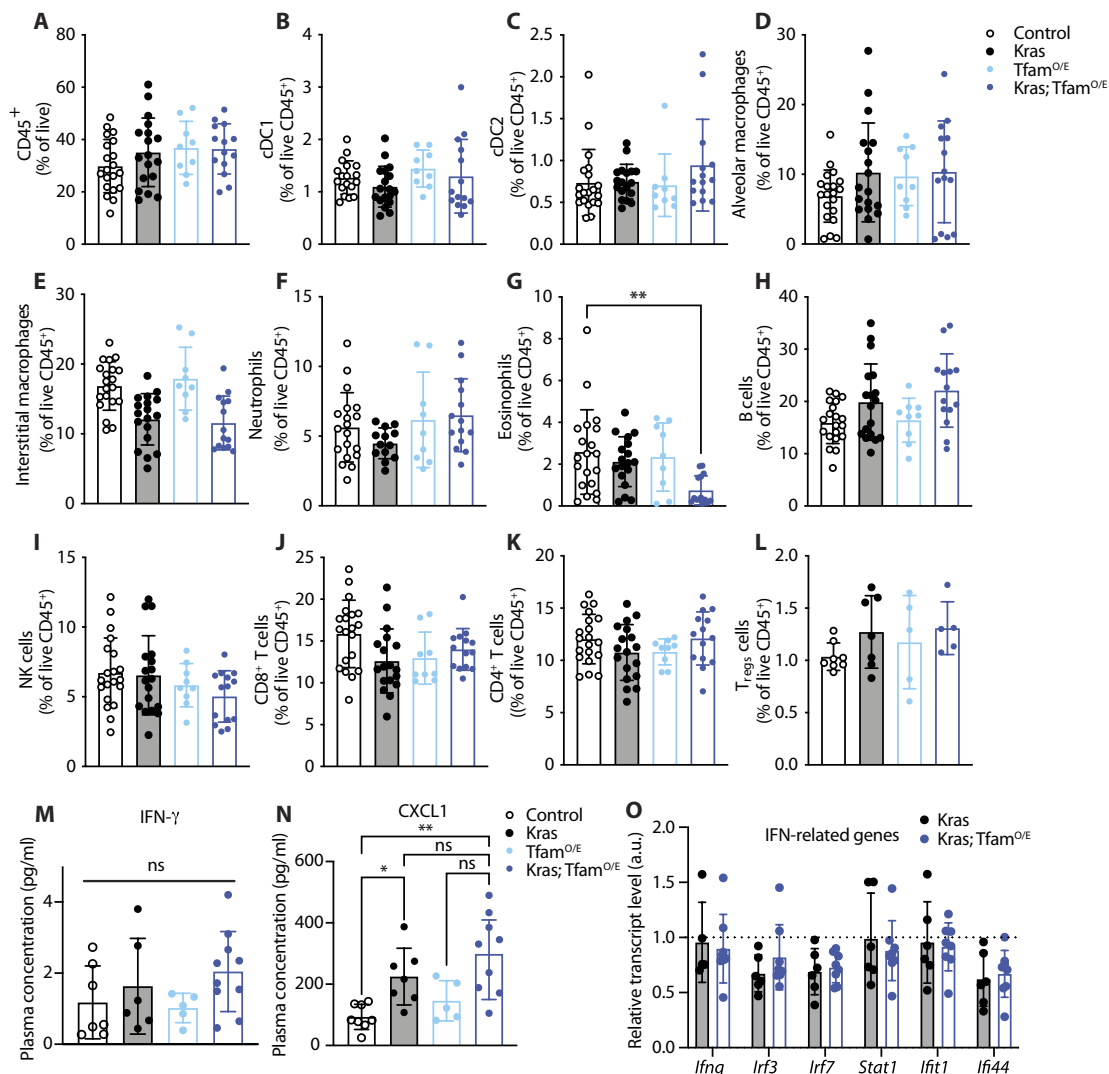 A
CD45+
(% of live)
80
60
40
20
0
B
cDC1
(% of live CD45+)
4
3
2
1
0
C
cDC2
(% of live CD45+)
2.5
2.0
1.5
1.0
0.5
0.0
D
Alveolar macrophages
(% of live CD45+)
30
20
10
0
Control
Kras
TfamO/E
Kras; TfamO/E
E
Interstitial macrophages
(% of live CD45+)
30
20
10
0
F
Neutrophils
(% of live CD45+)
15
10
5
0
G
Eosinophils
(% of live CD45+)
10
8
6
4
2
0
**
H
B cells
(% of live CD45+)
40
30
20
10
0
I
NK cells
(% of live CD45+)
15
10
5
0
J
CD8+ T cells
(% of live CD45+)
25
20
15
10
5
0
K
CD4+ T cells
((% of live CD45+)
20
15
10
5
0
L
Tregs cells
(% of live CD45+)
2.0
1.5
1.0
0.5
0.0
M
IFN-γ
Plasma concentration (pg/ml)
4
2
0
ns
N
CXCL1
Plasma concentration (pg/ml)
600
400
200
0
**
ns
*
ns
Control
Kras
TfamO/E
Kras; TfamO/E
O
IFN-related genes
Kras
Kras; TfamO/E
Relative transcript level (a.u.)
2.0
1.5
1.0
0.5
0.0
Ifng Irf3 Irf7 Stat1 Ifit1 Ifi44